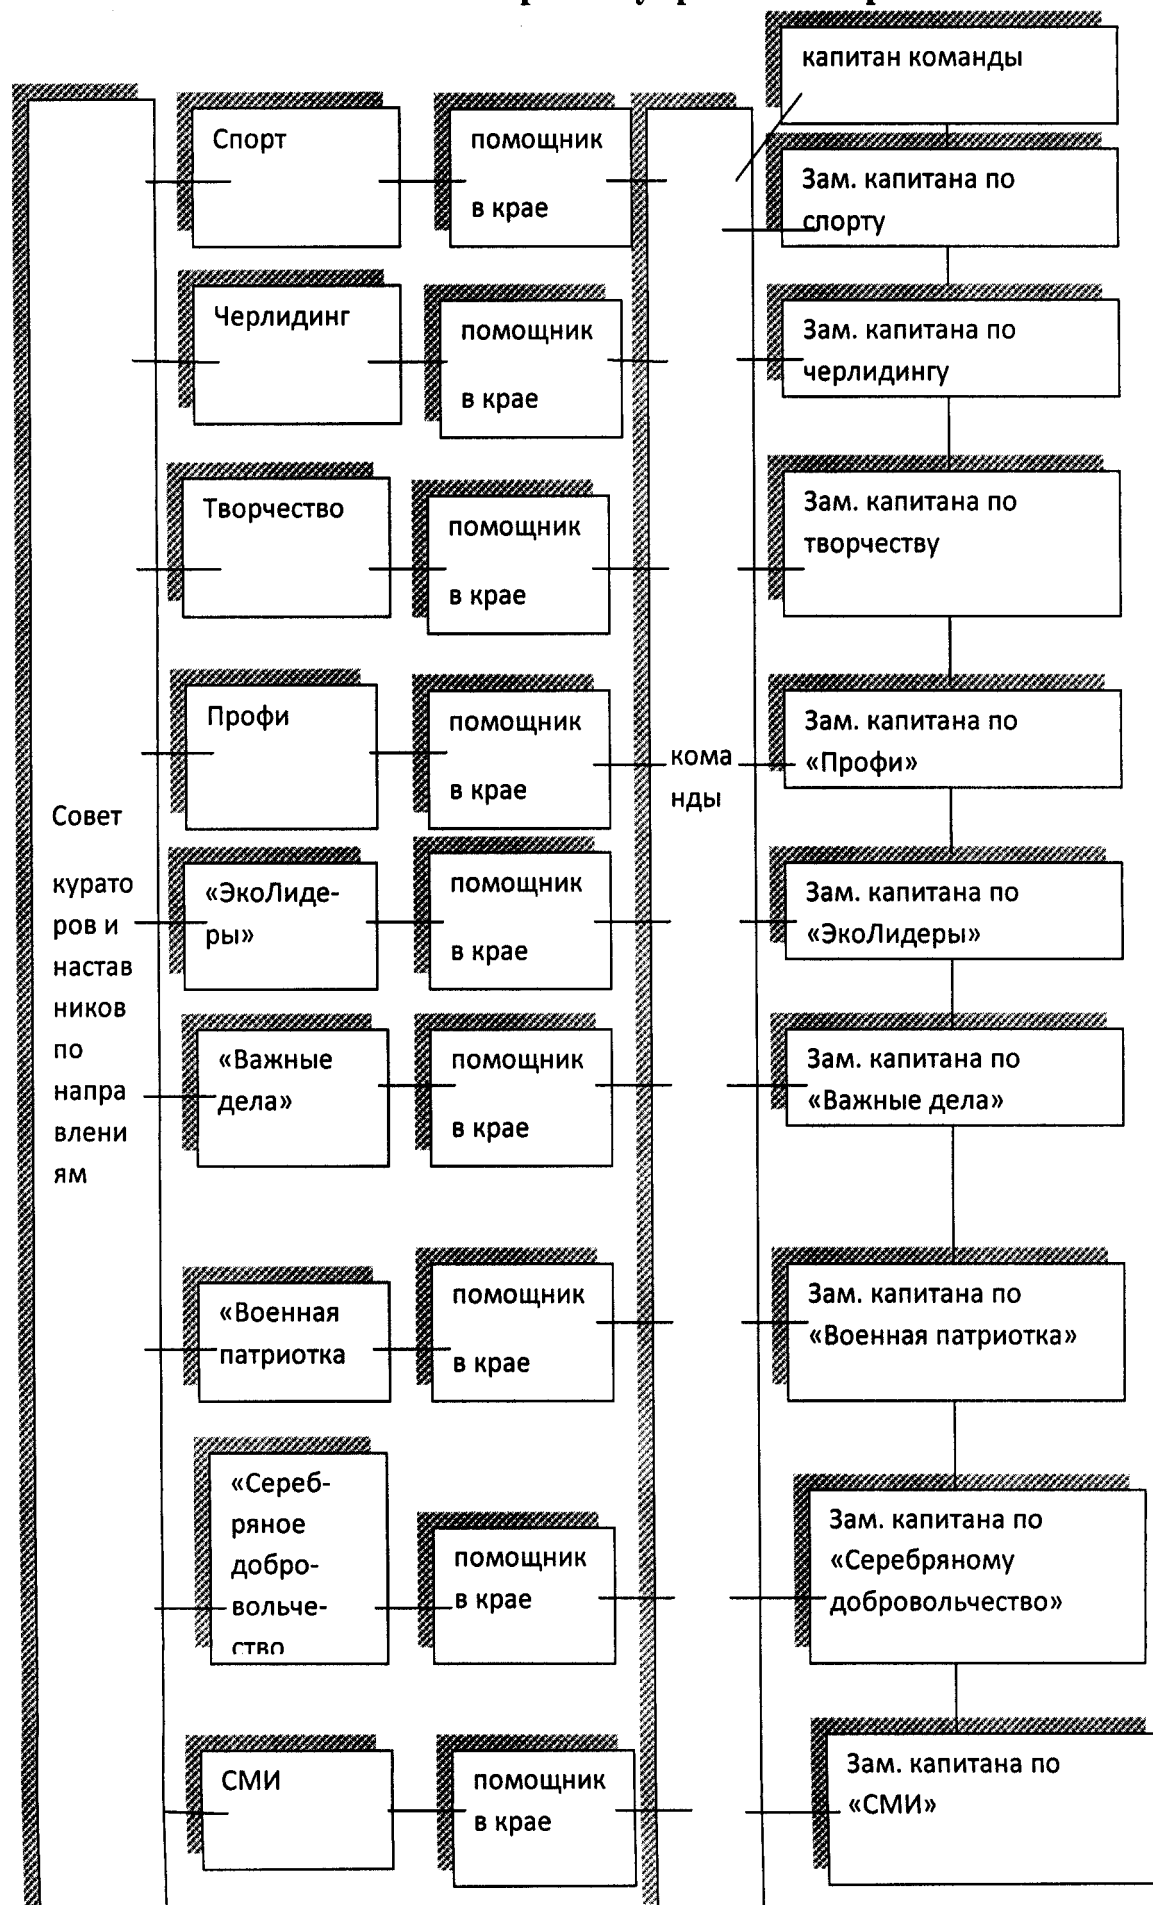 капитан команды
Спорт
помощник
в крае
Зам. капитана по
спорту
Черлидинг
помощник
в крае
Зам. капитана по
черлидингу
Творчество
помощник
в крае
Зам. капитана по
творчеству
Профи
помощник
в крае
кома
нды
Зам. капитана по
«Профи»
Совет
курато
ров и
настав
ников
по
напра
влени
ям
«ЭкоЛиде-
ры»
помощник
в крае
Зам. капитана по
«ЭкоЛидеры»
«Важные
дела»
помощник
в крае
Зам. капитана по
«Важные дела»
«Военная
патриотка
помощник
в крае
Зам. капитана по
«Военная патриотка»
«Сереб-
ряное
добро-
вольче-
ство
помощник
в крае
Зам. капитана по
«Серебряному
добровольчество»
СМИ
помощник
в крае
Зам. капитана по
«СМИ»